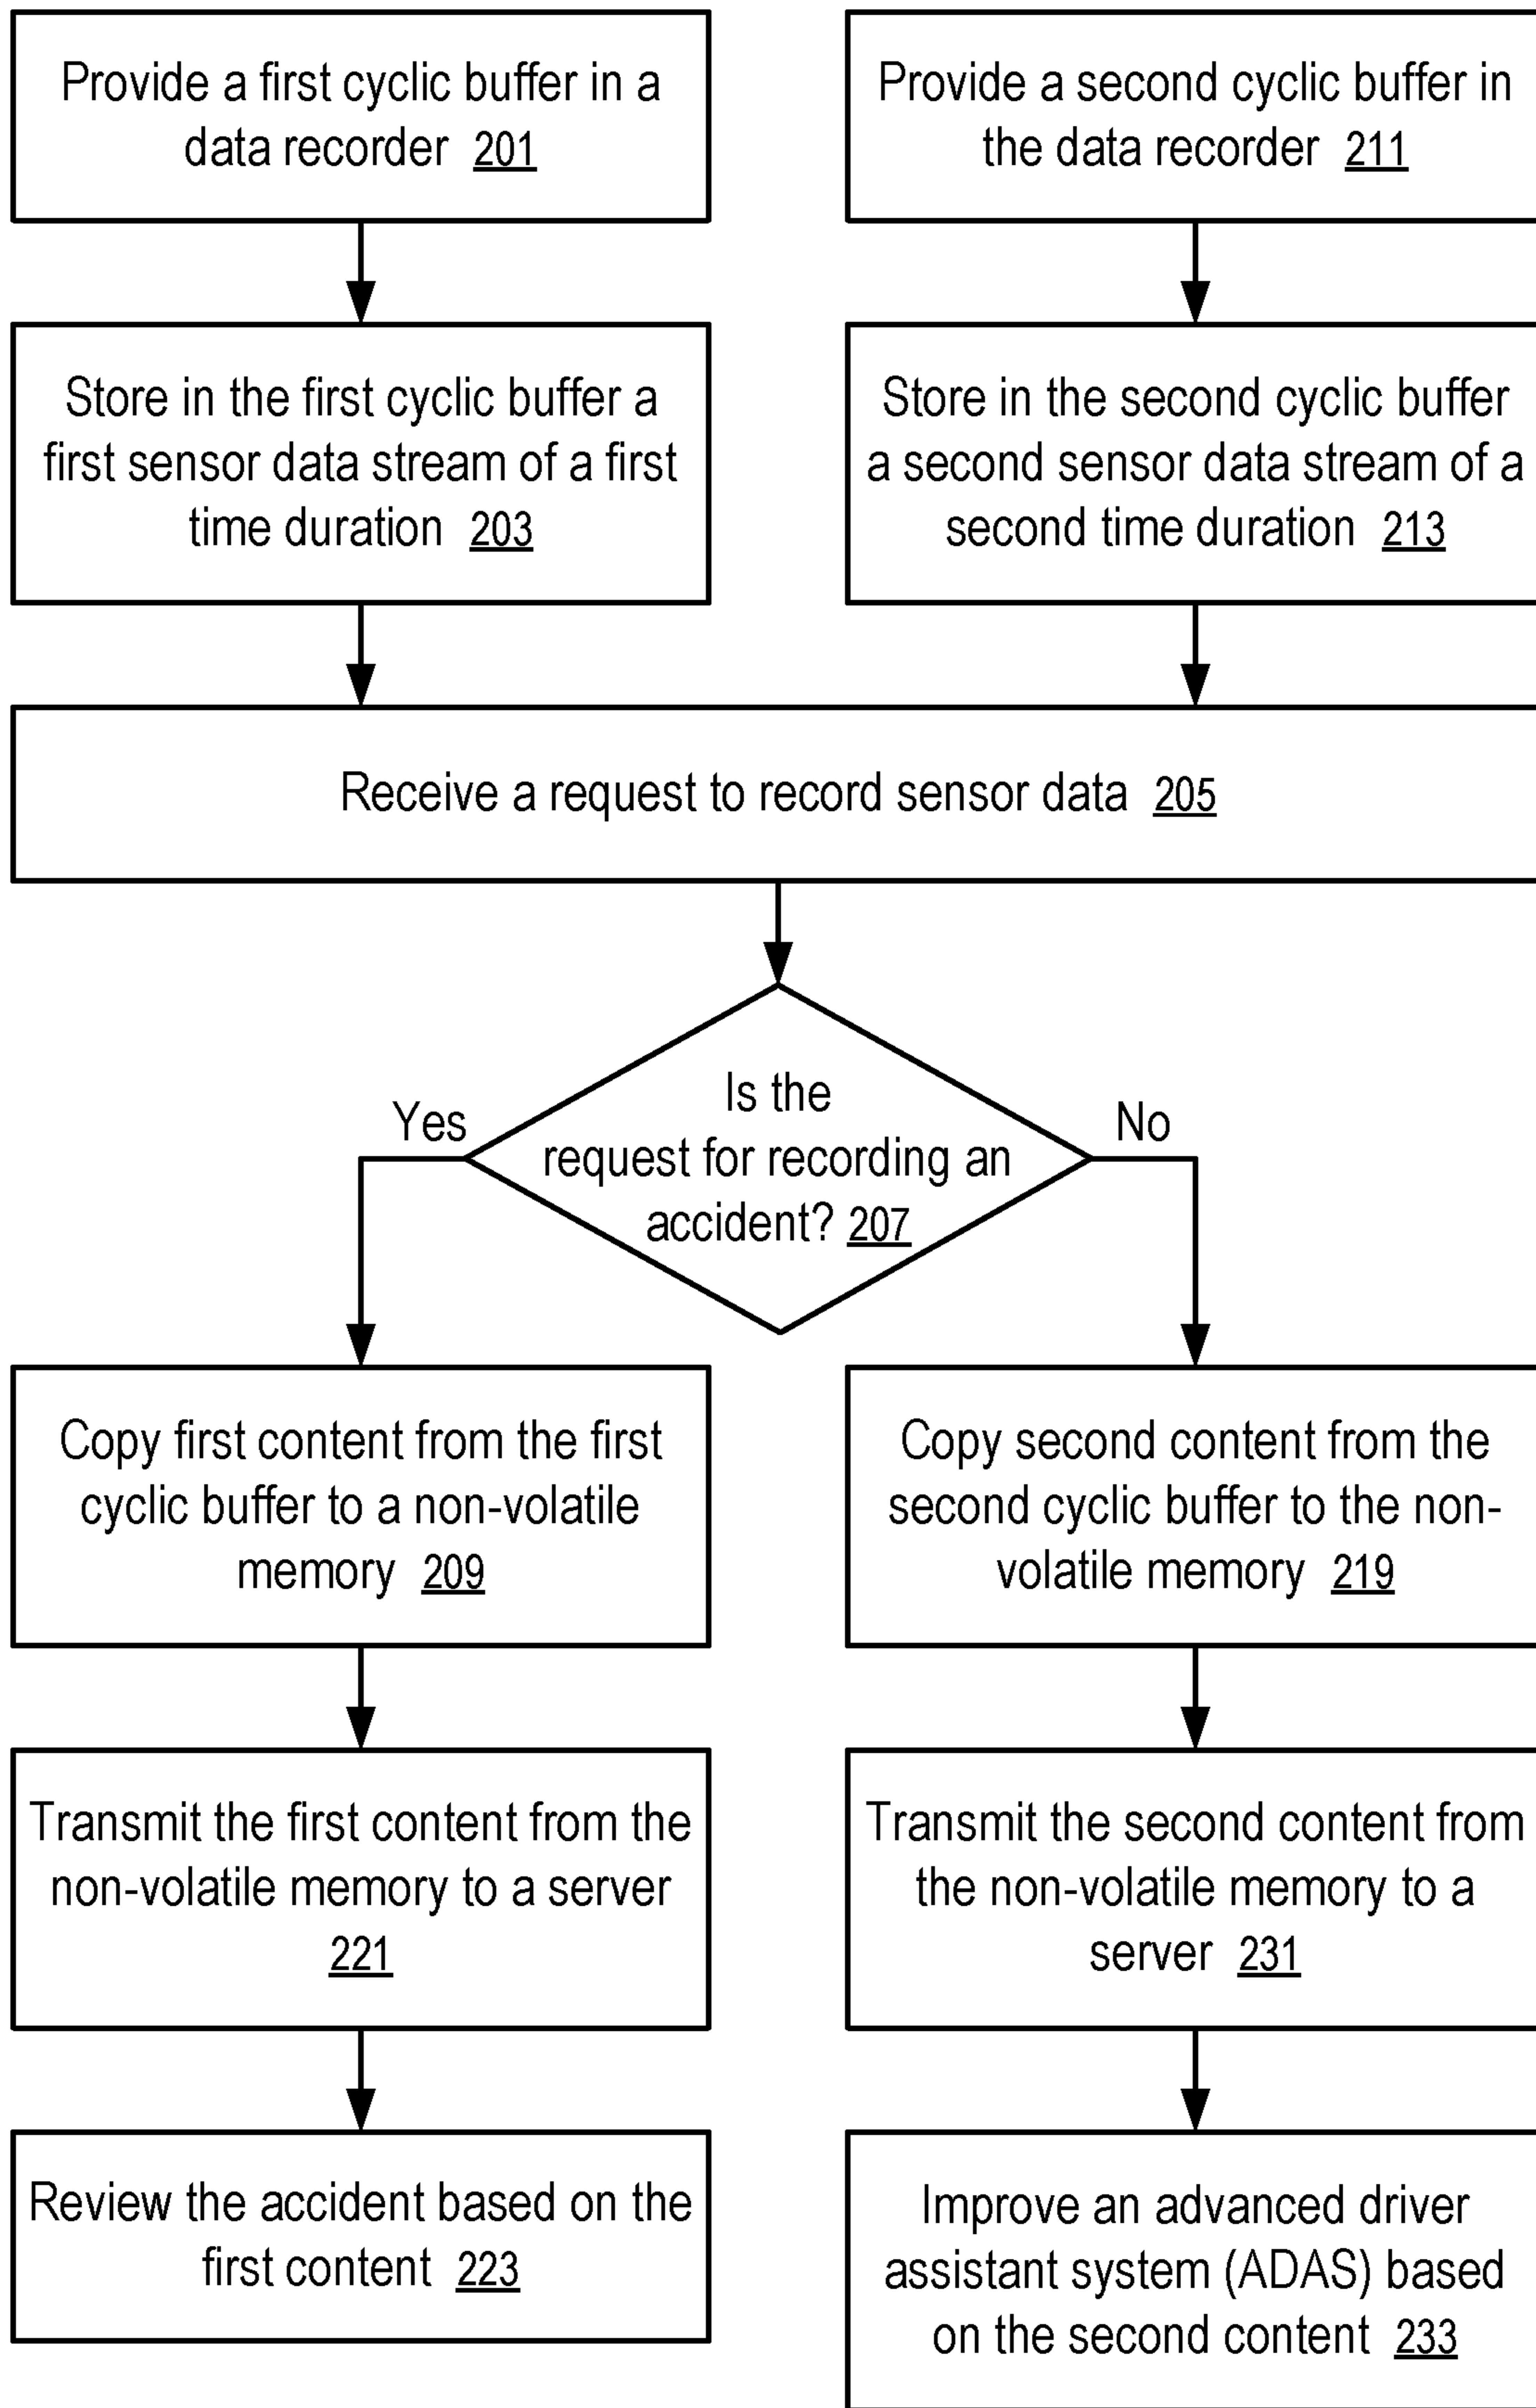 Provide a first cyclic buffer in a
data recorder 201
Provide a second cyclic buffer in
the data recorder 211
Store in the first cyclic buffer a
first sensor data stream of a first
time duration 203
Store in the second cyclic buffer
a second sensor data stream of a
second time duration 213
Receive a request to record sensor data 205
Is the
request for recording an
accident? 207
Yes
No
Copy first content from the first
cyclic buffer to a non-volatile
memory 209
Copy second content from the
second cyclic buffer to the non-
volatile memory 219
Transmit the first content from the
non-volatile memory to a server
221
Transmit the second content from
the non-volatile memory to a
server 231
Review the accident based on the
first content 223
Improve an advanced driver
assistant system (ADAS) based
on the second content 233